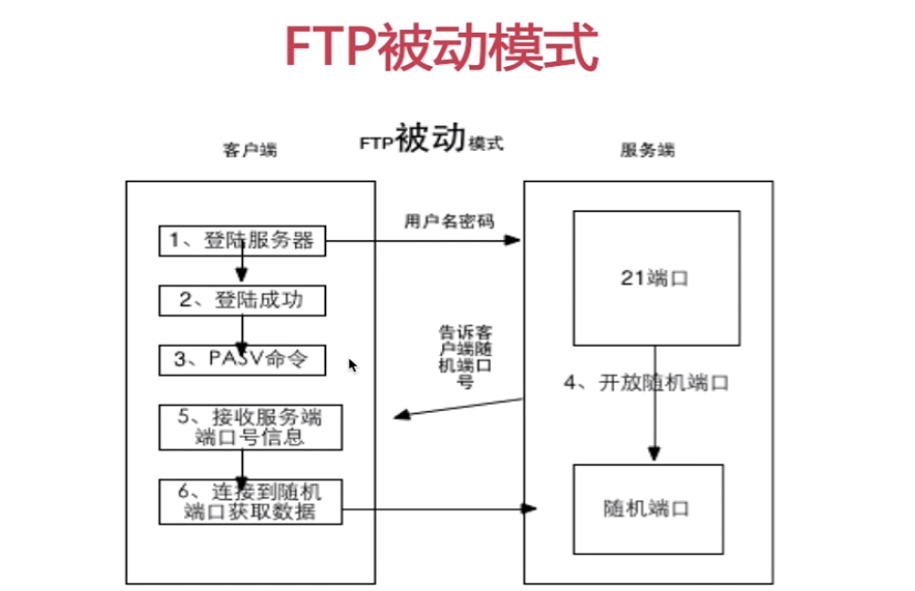 FTP被动模式
客户端
FTP被动模式
服务端
用户名密码
1、登陆服务器
2、登陆成功
3、PASV命令
21端口
告诉客
户端随
机端口
号
4、开放随机端口
5、接收服务端
端口号信息
6、连接到随机
端口获取数据
随机端口